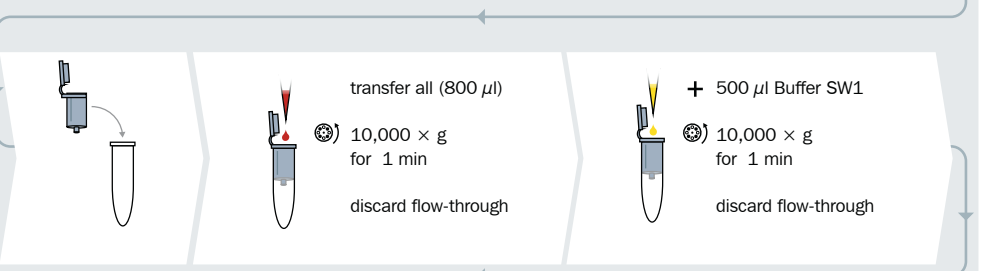 transfer all (800 µl)
10,000 × g
for 1 min
discard flow-through
+ 500 µl Buffer SW1
10,000 × g
for 1 min
discard flow-through